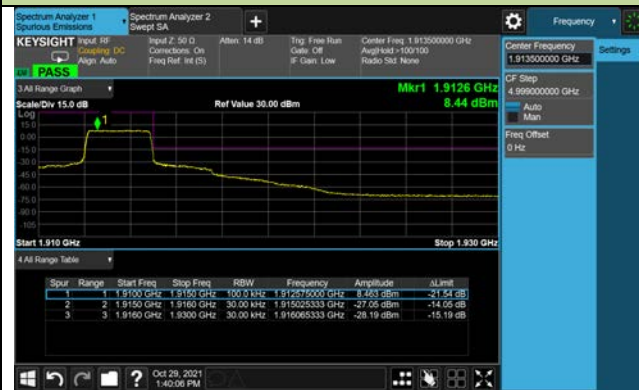 Spectrum Analyzer 1
Spurious Emissions
Spectrum Analyzer 2
Swept SA
Frequency
KEYSIGHT
Input: RF
Coupling: DC
Align: Auto
Input Z: 50 Ω
Corrections: On
Freq Ref: Int (S)
Atten: 14 dB
Trig: Free Run
Gate: Off
IF Gain: Low
Center Freq: 1.913500000 GHz
Avg|Hold:>100/100
Radio Std: None
PASS
Center Frequency
1.913500000 GHz
Settings
CF Step
4.999000000 GHz
Auto
Man
Freq Offset
0 Hz
3 All Range Graph
Mkr1 1.9126 GHz
Scale/Div 15.0 dB
Ref Value 30.00 dBm
8.44 dBm
Log
15.0
0.00
-15.0
-30.0
-45.0
-60.0
-75.0
-90.0
-105
1
Start 1.910 GHz
Stop 1.930 GHz
4 All Range Table
Spur Range Start Freq Stop Freq RBW Frequency Amplitude ΔLimit
1 1 1.9100 GHz 1.9150 GHz 100.0 kHz 1.912575000 GHz 8.463 dBm -21.54 dB
2 2 1.9150 GHz 1.9160 GHz 30.00 kHz 1.915025333 GHz -27.05 dBm -14.05 dB
3 3 1.9160 GHz 1.9300 GHz 30.00 kHz 1.916065333 GHz -28.19 dBm -15.19 dB
Oct 29, 2021
1:40:06 PM